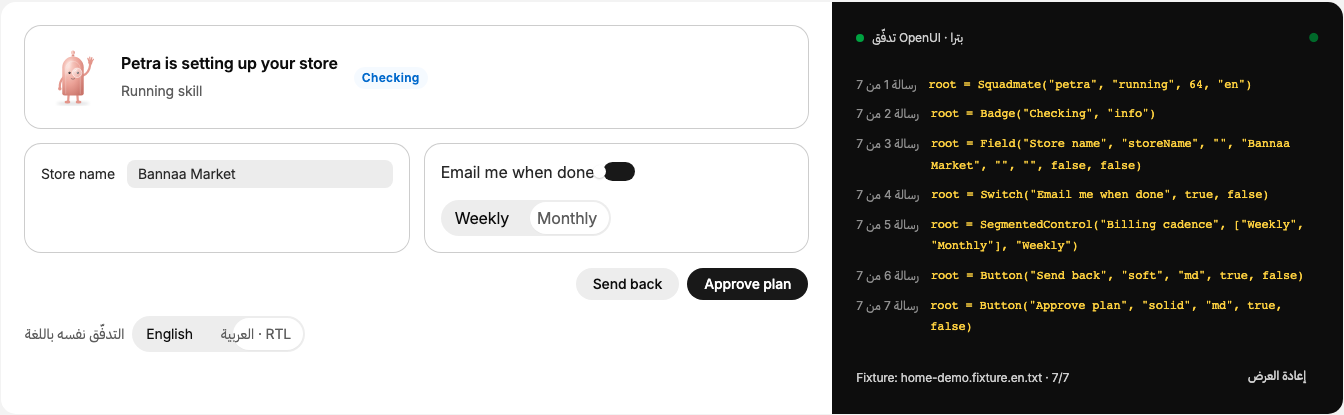 Petra is setting up your store
Running skill
Checking
Store name
Bannaa Market
Email me when done
Weekly
Monthly
Send back
Approve plan
التدفّق نفسه باللغة
English
العربية · RTL
تدفّق OpenUI · بترا
رسالة 1 من 7
root = Squadmate("petra", "running", 64, "en")
رسالة 2 من 7
root = Badge("Checking", "info")
رسالة 3 من 7
root = Field("Store name", "storeName", "", "Bannaa
Market", "", "", false, false)
رسالة 4 من 7
root = Switch("Email me when done", true, false)
رسالة 5 من 7
root = SegmentedControl("Billing cadence", ["Weekly",
"Monthly"], "Weekly")
رسالة 6 من 7
root = Button("Send back", "soft", "md", true, false)
رسالة 7 من 7
root = Button("Approve plan", "solid", "md", true,
false)
Fixture: home-demo.fixture.en.txt · 7/7
إعادة العرض